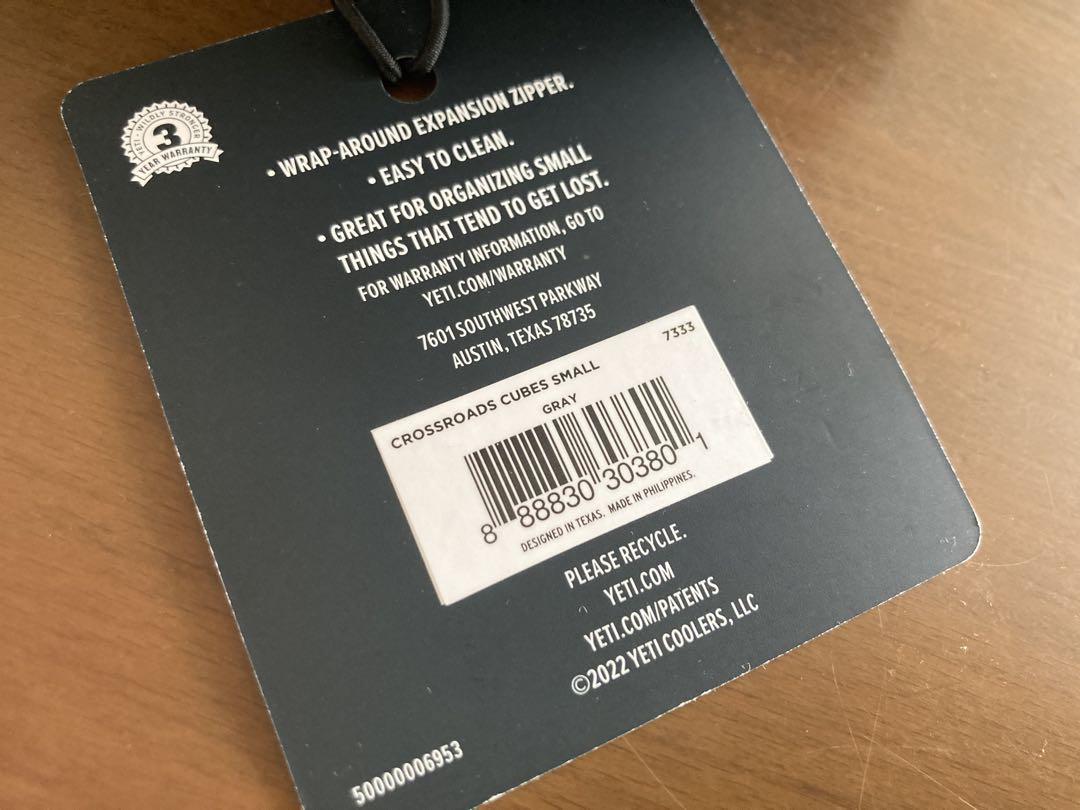 YETI • WILDLY STRONGER
3
YEAR WARRANTY
• WRAP-AROUND EXPANSION ZIPPER.
• EASY TO CLEAN.
• GREAT FOR ORGANIZING SMALL
THINGS THAT TEND TO GET LOST.
FOR WARRANTY INFORMATION, GO TO
YETI.COM/WARRANTY
7601 SOUTHWEST PARKWAY
AUSTIN, TEXAS 78735
7333
CROSSROADS CUBES SMALL
GRAY
8 88830 30380 1
DESIGNED IN TEXAS. MADE IN PHILIPPINES.
PLEASE RECYCLE.
YETI.COM
YETI.COM/PATENTS
©2022 YETI COOLERS, LLC
50000006953